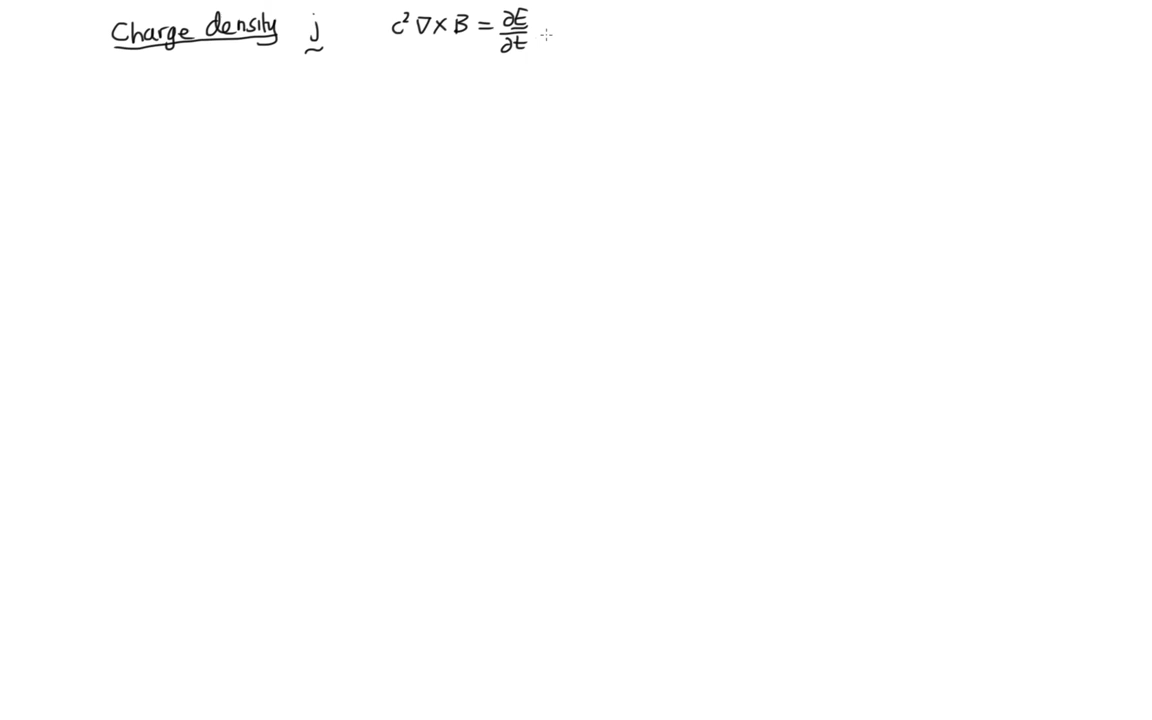 Charge density j c² ∇ × B = ∂E/∂t